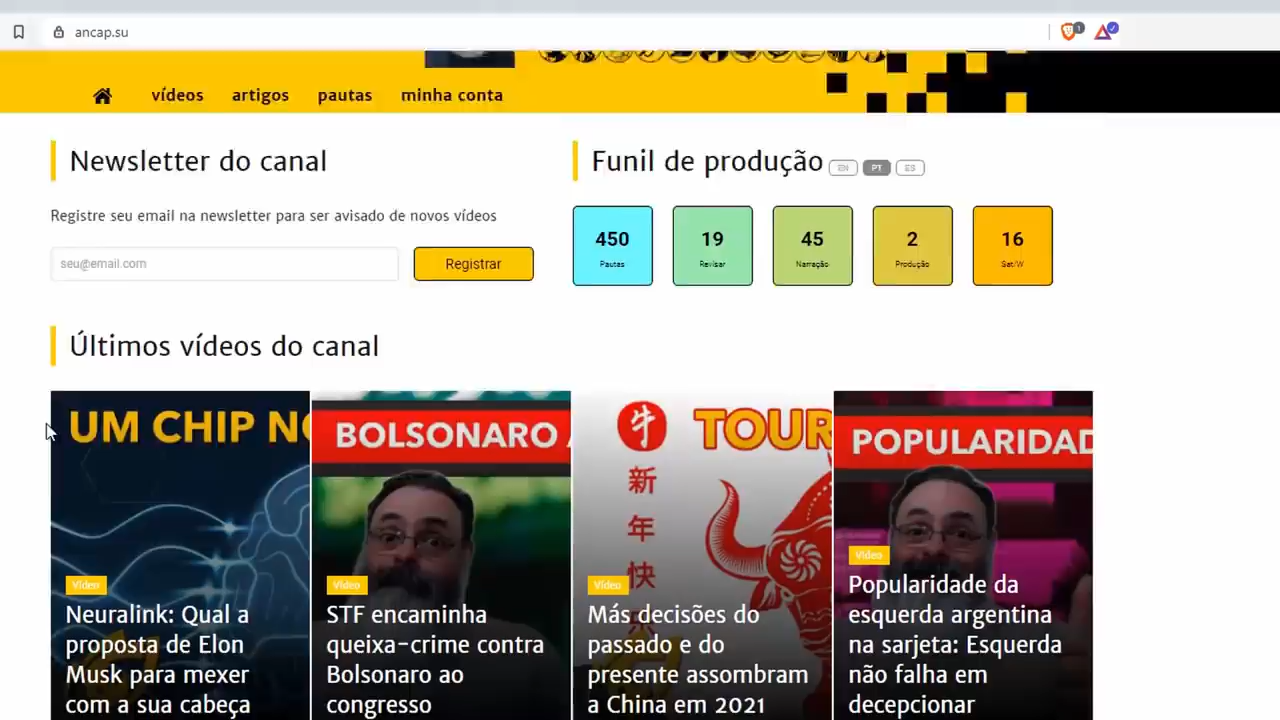 ancap.su
1
vídeos
artigos
pautas
minha conta
Newsletter do canal
Funil de produção
EN
PT
ES
Registre seu email na newsletter para ser avisado de novos vídeos
seu@email.com
Registrar
450
Pautas
19
Revisar
45
Narração
2
Produção
16
Sat/W
Últimos vídeos do canal
UM CHIP NO
Vídeo
Neuralink: Qual a
proposta de Elon
Musk para mexer
com a sua cabeça
BOLSONARO
Vídeo
STF encaminha
queixa-crime contra
Bolsonaro ao
congresso
牛
新
年
快
TOUR
Vídeo
Más decisões do
passado e do
presente assombram
a China em 2021
POPULARIDAD
Vídeo
Popularidade da
esquerda argentina
na sarjeta: Esquerda
não falha em
decepcionar